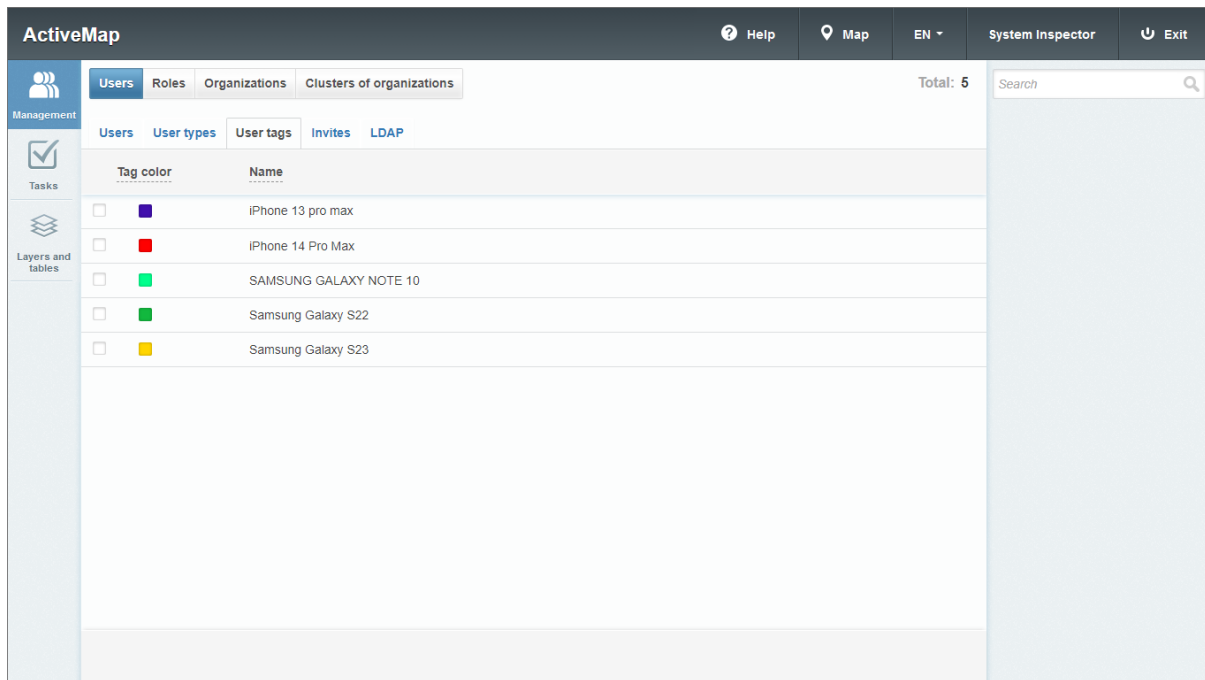 ActiveMap
Help
Map
EN
System Inspector
Exit
Management
Tasks
Layers and
tables
Users Roles Organizations Clusters of organizations
Total: 5
Search
Users User types User tags Invites LDAP
Tag color Name
iPhone 13 pro max
iPhone 14 Pro Max
SAMSUNG GALAXY NOTE 10
Samsung Galaxy S22
Samsung Galaxy S23